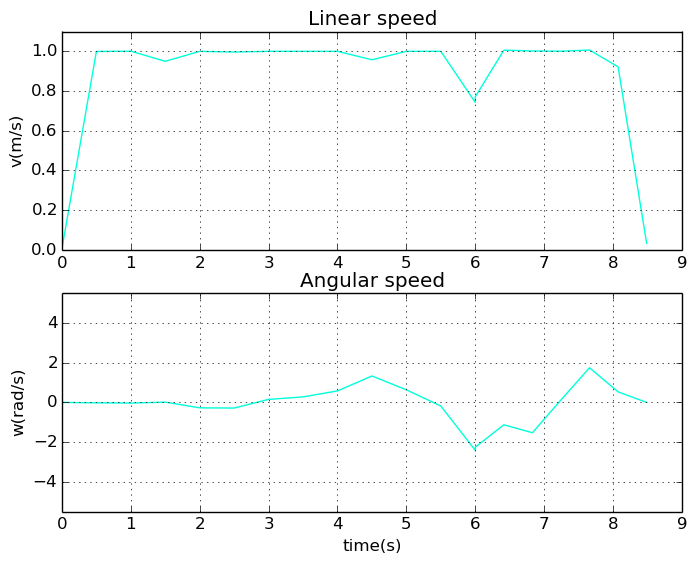 Linear speed
1.0
0.8
0.6
0.4
0.2
0.0
v(m/s)
0 1 2 3 4 5 6 7 8 9
Angular speed
4
2
0
−2
−4
w(rad/s)
0 1 2 3 4 5 6 7 8 9
time(s)